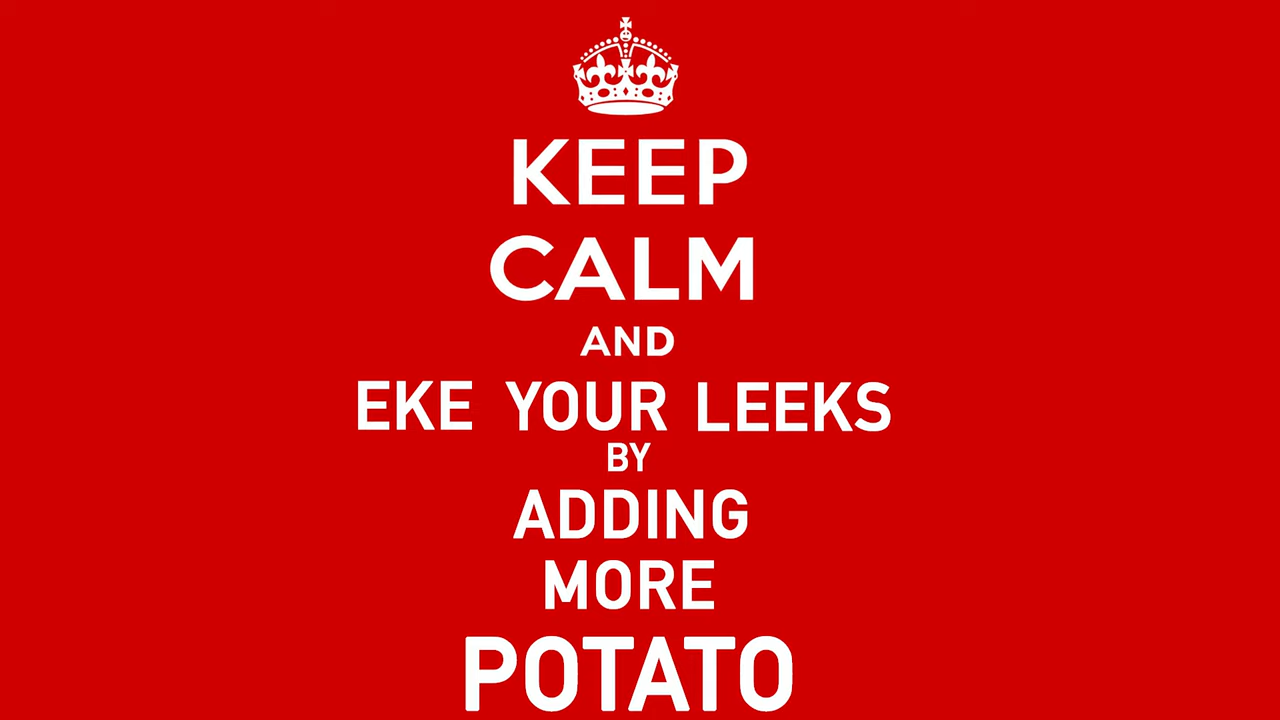 KEEP
CALM
AND
EKE YOUR LEEKS
BY
ADDING
MORE
POTATO